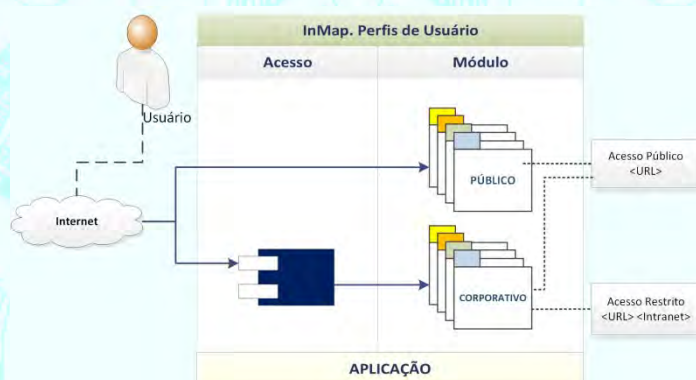 InMap. Perfis de Usuário
Acesso
Módulo
Usuário
Internet
PÚBLICO
Acesso Público
<URL>
CORPORATIVO
Acesso Restrito
<URL> <Intranet>
APLICAÇÃO